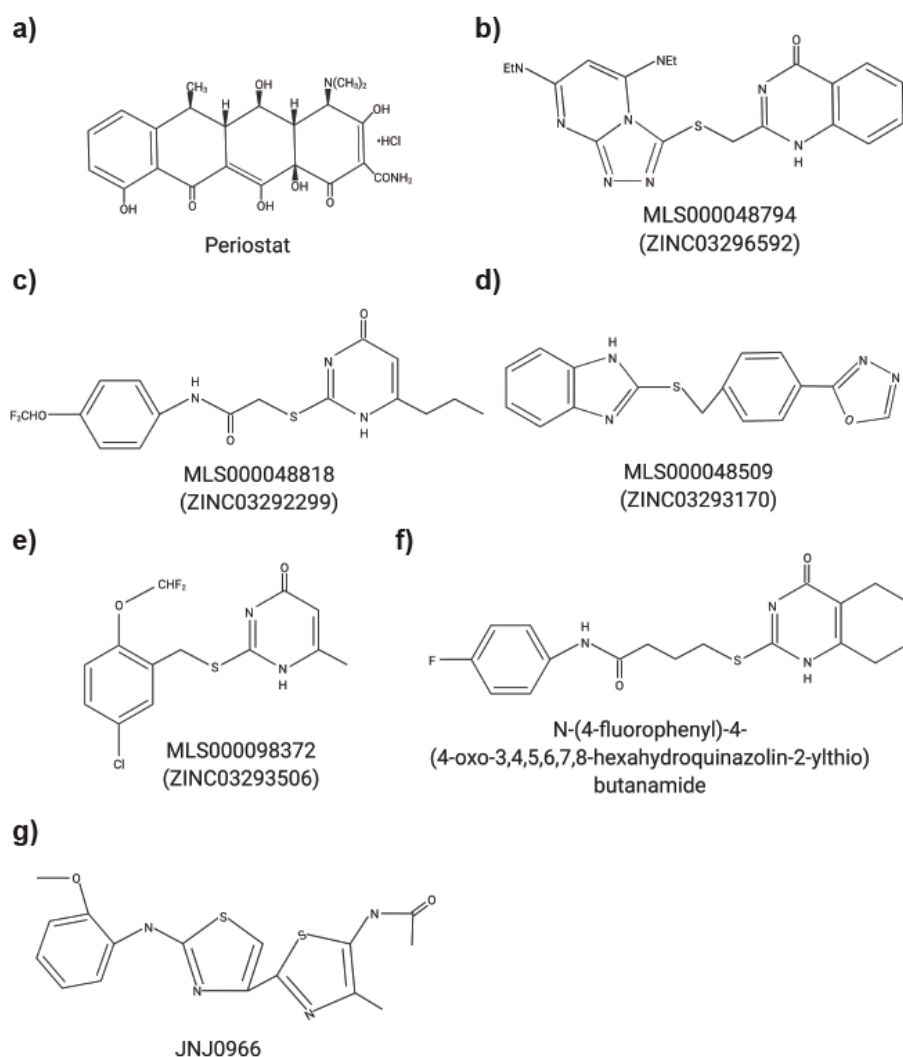 a)
CH₃
H
OH
H
N(CH₃)₂
OH
•HCl
CONH₂
OH
O
OH
OH
O
Periostat
b)
EtN
NEt
O
N
N
N
S
N
N
N
H
MLS000048794
(ZINC03296592)
c)
F₂CHO
H
N
O
S
O
N
N
H
MLS000048818
(ZINC03292299)
d)
H
N
N
S
N
N
O
MLS000048509
(ZINC03293170)
e)
CHF₂
O
O
N
S
N
H
Cl
MLS000098372
(ZINC03293506)
f)
F
H
N
O
S
O
N
N
H
N-(4-fluorophenyl)-4-
(4-oxo-3,4,5,6,7,8-hexahydroquinazolin-2-ylthio)
butanamide
g)
O
N
S
N
S
N
N
O
JNJ0966